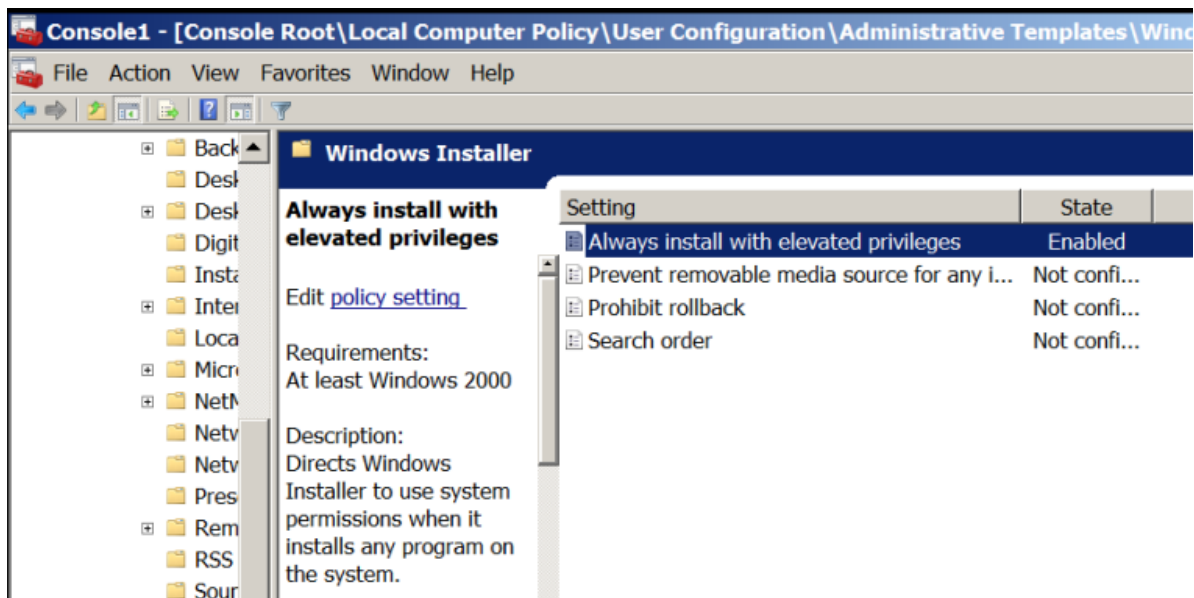 Console1 - [Console Root\Local Computer Policy\User Configuration\Administrative Templates\Wind
File Action View Favorites Window Help
Back
Desk
Desk
Digit
Insta
Inter
Loca
Micr
NetM
Netw
Netw
Pres
Rem
RSS
Sour
Windows Installer
Always install with
elevated privileges
Edit policy setting
Requirements:
At least Windows 2000
Description:
Directs Windows
Installer to use system
permissions when it
installs any program on
the system.
Setting State
Always install with elevated privileges Enabled
Prevent removable media source for any i... Not confi...
Prohibit rollback Not confi...
Search order Not confi...